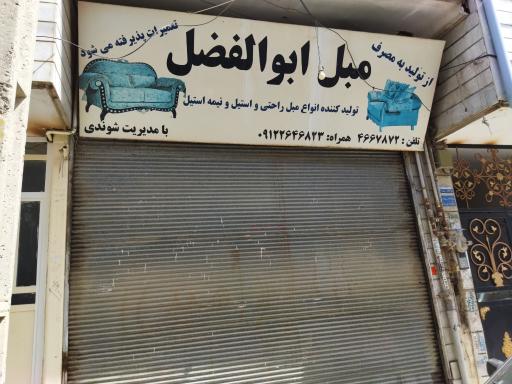 از تولید به مصرف
مبل ابوالفضل
تعمیرات پذیرفته می شود
تولید کننده انواع مبل راحتی و استیل و نیمه استیل
تلفن : ۴۶۶۷۸۷۲ همراه: ۰۹۱۲۲۶۴۶۸۲۳
با مدیریت شوندی